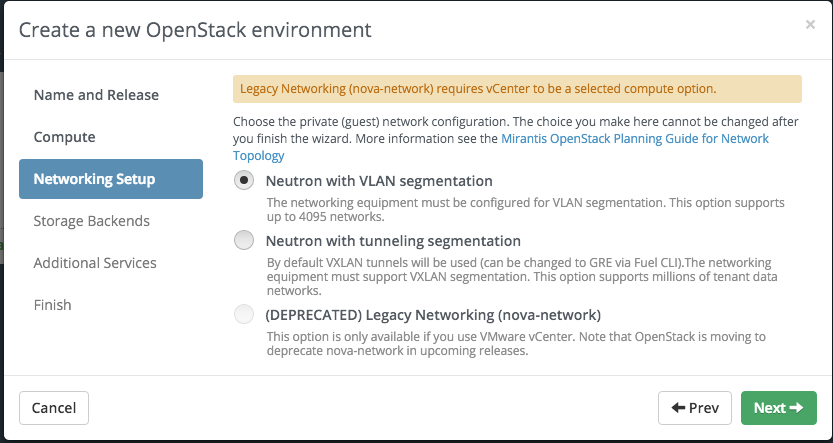 Create a new OpenStack environment
×
Name and Release
Compute
Networking Setup
Storage Backends
Additional Services
Finish
Legacy Networking (nova-network) requires vCenter to be a selected compute option.
Choose the private (guest) network configuration. The choice you make here cannot be changed after
you finish the wizard. More information see the Mirantis OpenStack Planning Guide for Network
Topology
Neutron with VLAN segmentation
The networking equipment must be configured for VLAN segmentation. This option supports
up to 4095 networks.
Neutron with tunneling segmentation
By default VXLAN tunnels will be used (can be changed to GRE via Fuel CLI).The networking
equipment must support VXLAN segmentation. This option supports millions of tenant data
networks.
(DEPRECATED) Legacy Networking (nova-network)
This option is only available if you use VMware vCenter. Note that OpenStack is moving to
deprecate nova-network in upcoming releases.
Cancel
Prev
Next